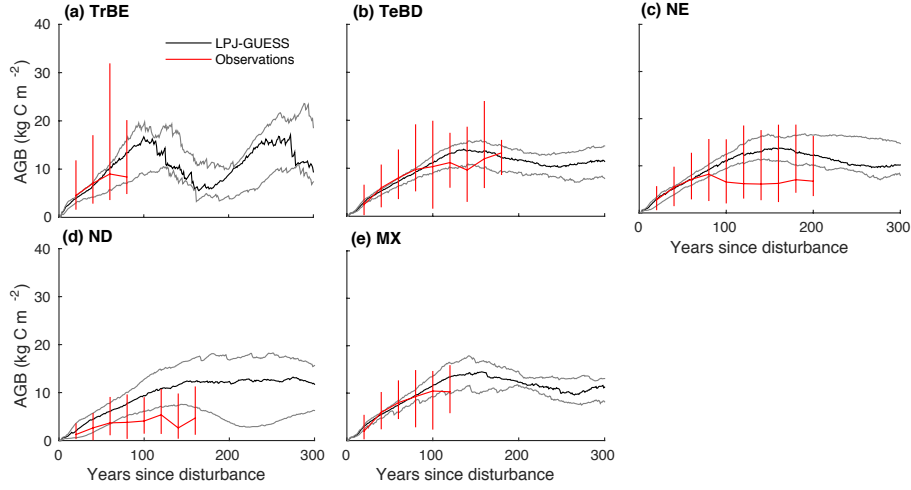 (a) TrBE
(b) TeBD
(c) NE
40
30
20
10
0
AGB (kg C m⁻²)
LPJ-GUESS
Observations
0 100 200 300
Years since disturbance
(d) ND
(e) MX
40
30
20
10
0
AGB (kg C m⁻²)
0 100 200 300
Years since disturbance
0 100 200 300
Years since disturbance